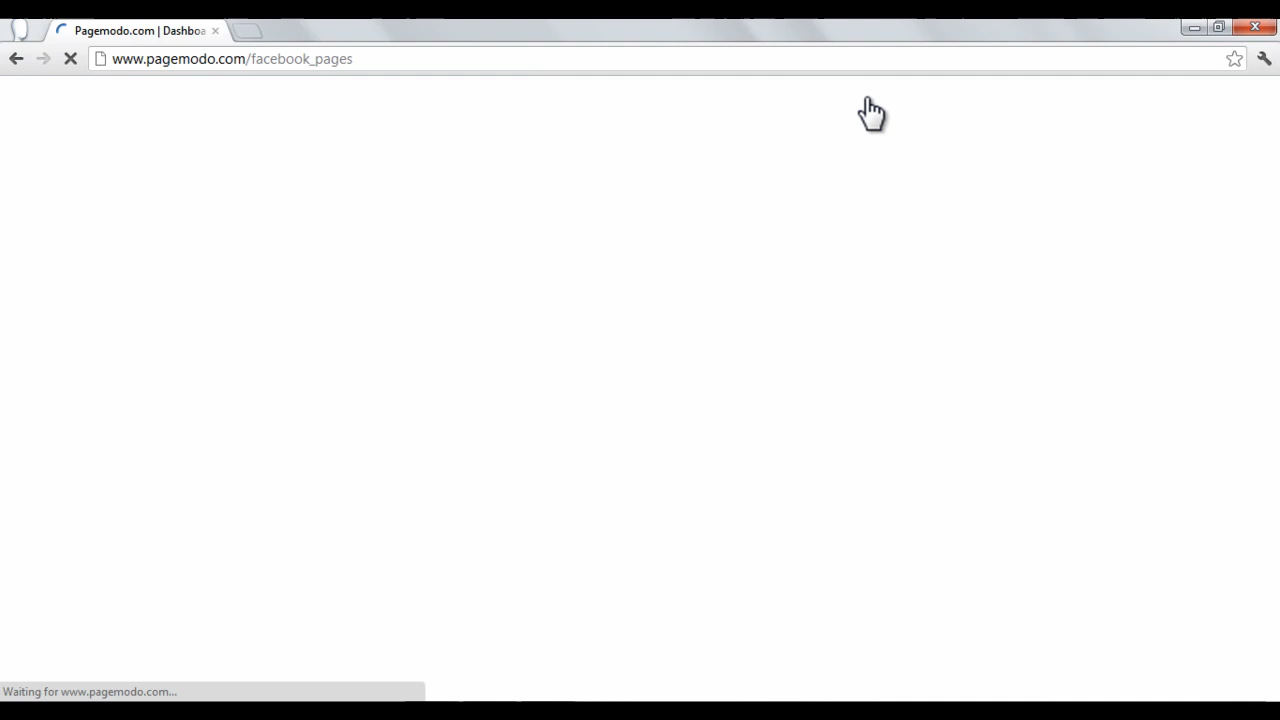 Pagemodo.com | Dashboa
www.pagemodo.com/facebook_pages
Waiting for www.pagemodo.com...